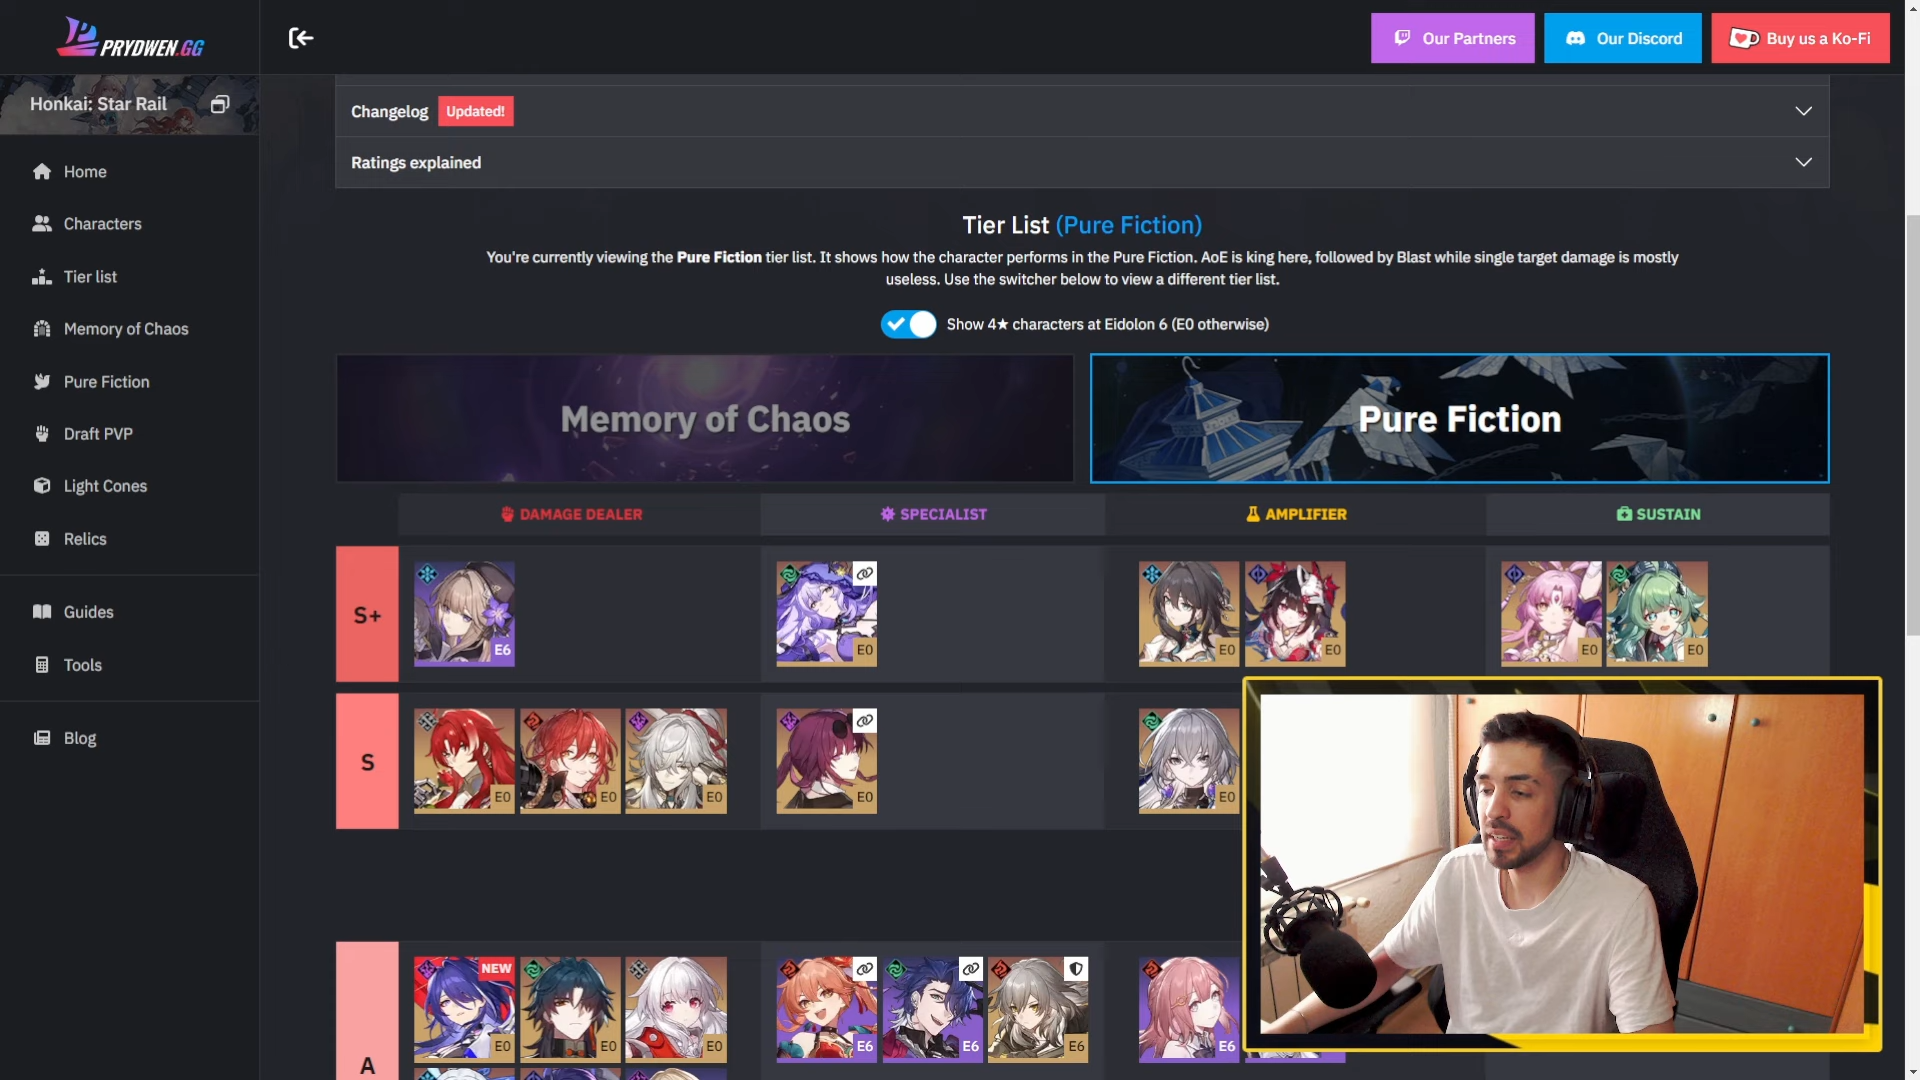 PRYDWEN.GG
Our Partners
Our Discord
Buy us a Ko-Fi
Honkai: Star Rail
Home
Characters
Tier list
Memory of Chaos
Pure Fiction
Draft PVP
Light Cones
Relics
Guides
Tools
Blog
Changelog Updated!
Ratings explained
Tier List (Pure Fiction)
You're currently viewing the Pure Fiction tier list. It shows how the character performs in the Pure Fiction. AoE is king here, followed by Blast while single target damage is mostly
useless. Use the switcher below to view a different tier list.
Show 4★ characters at Eidolon 6 (E0 otherwise)
Memory of Chaos
Pure Fiction
DAMAGE DEALER
SPECIALIST
AMPLIFIER
SUSTAIN
S+
E6
E0
E0
E0
E0
E0
S
E0
E0
E0
E0
E0
A
NEW
E0
E0
E0
E6
E6
E6
E6